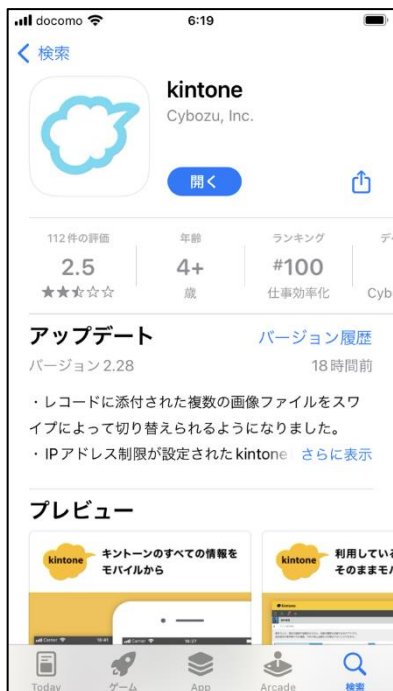 docomo 6:19
検索
kintone
Cybozu, Inc.
開く
112件の評価 年齢 ランキング デ
2.5 4+ #100
歳 仕事効率化 Cyb
アップデート バージョン履歴
バージョン 2.28 18時間前
・レコードに添付された複数の画像ファイルをスワ
イプによって切り替えられるようになりました。
・IPアドレス制限が設定された kintone さらに表示
プレビュー
kintone キントーンのすべての情報を
モバイルから
kintone 利用している
そのままモバ
Today ゲーム App Arcade 検索